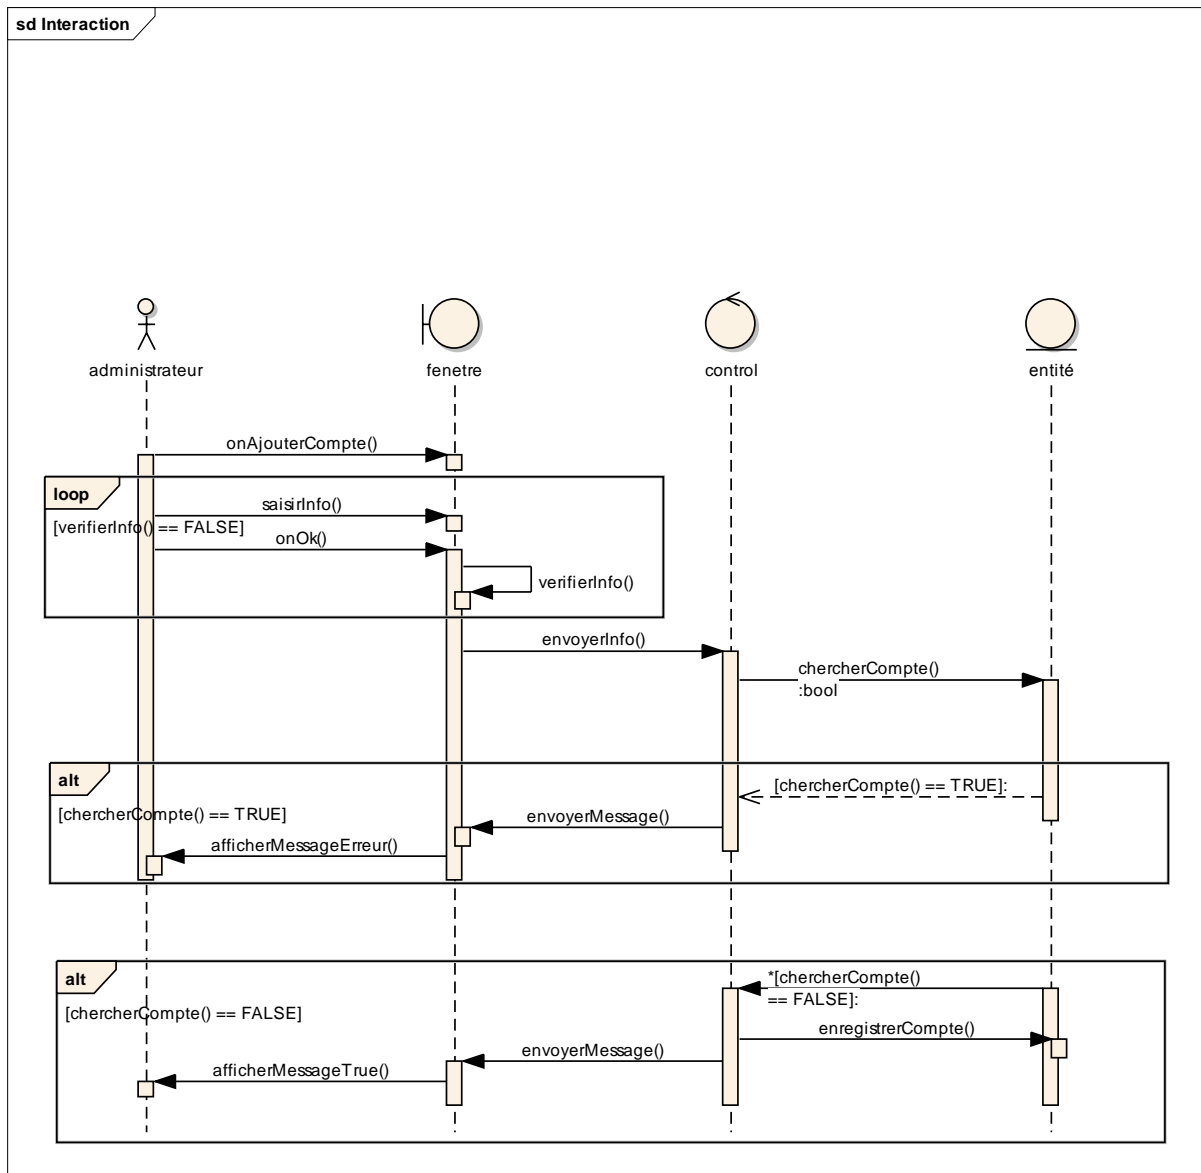 sd Interaction
administrateur
fenetre
control
entité
onAjouterCompte()
loop
saisirInfo()
[verifierInfo() == FALSE]
onOk()
verifierInfo()
envoyerInfo()
chercherCompte()
:bool
alt
[chercherCompte() == TRUE]:
[chercherCompte() == TRUE]
envoyerMessage()
afficherMessageErreur()
alt
*[chercherCompte()
== FALSE]:
[chercherCompte() == FALSE]
enregistrerCompte()
envoyerMessage()
afficherMessageTrue()